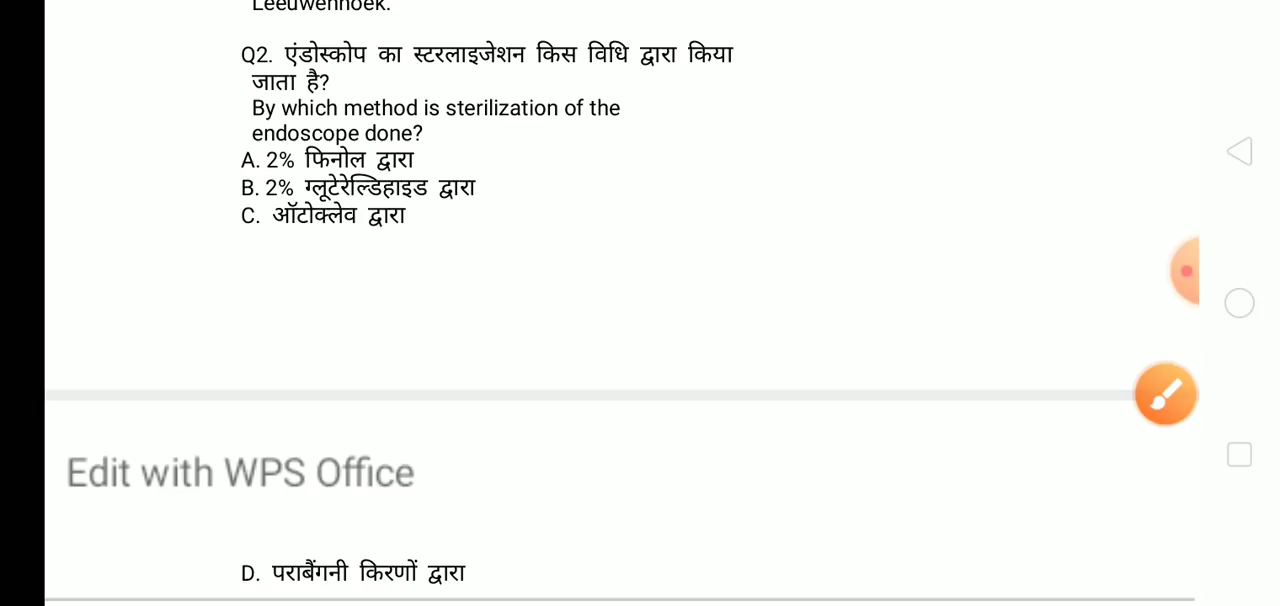 Leeuwenhoek.
Q2. एंडोस्कोप का स्टरलाइजेशन किस विधि द्वारा किया
जाता है?
By which method is sterilization of the
endoscope done?
A. 2% फिनोल द्वारा
B. 2% ग्लूटेरेल्डिहाइड द्वारा
C. ऑटोक्लेव द्वारा
Edit with WPS Office
D. पराबैंगनी किरणों द्वारा